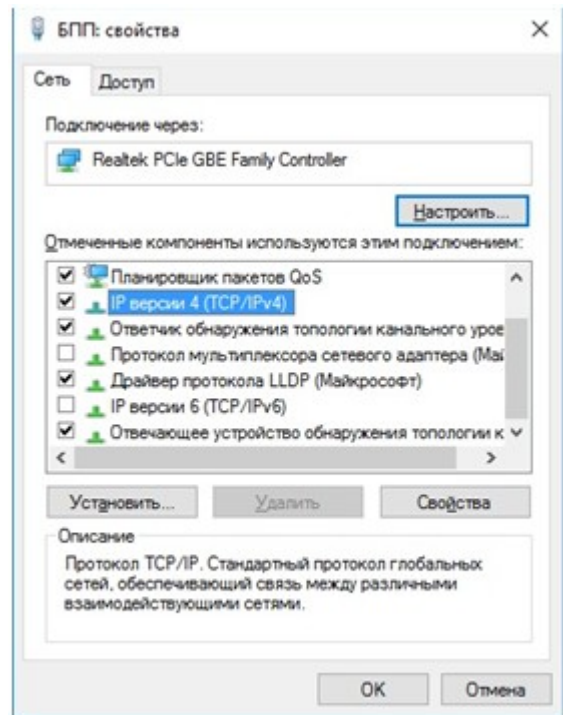 БПП: свойства
Сеть Доступ
Подключение через:
Realtek PCIe GBE Family Controller
Настроить...
Отмеченные компоненты используются этим подключением:
Планировщик пакетов QoS
IP версии 4 (TCP/IPv4)
Ответчик обнаружения топологии канального уров
Протокол мультиплексора сетевого адаптера (Май
Драйвер протокола LLDP (Майкрософт)
IP версии 6 (TCP/IPv6)
Отвечающее устройство обнаружения топологии к
Установить... Удалить Свойства
Описание
Протокол TCP/IP. Стандартный протокол глобальных
сетей, обеспечивающий связь между различными
взаимодействующими сетями.
OK Отмена